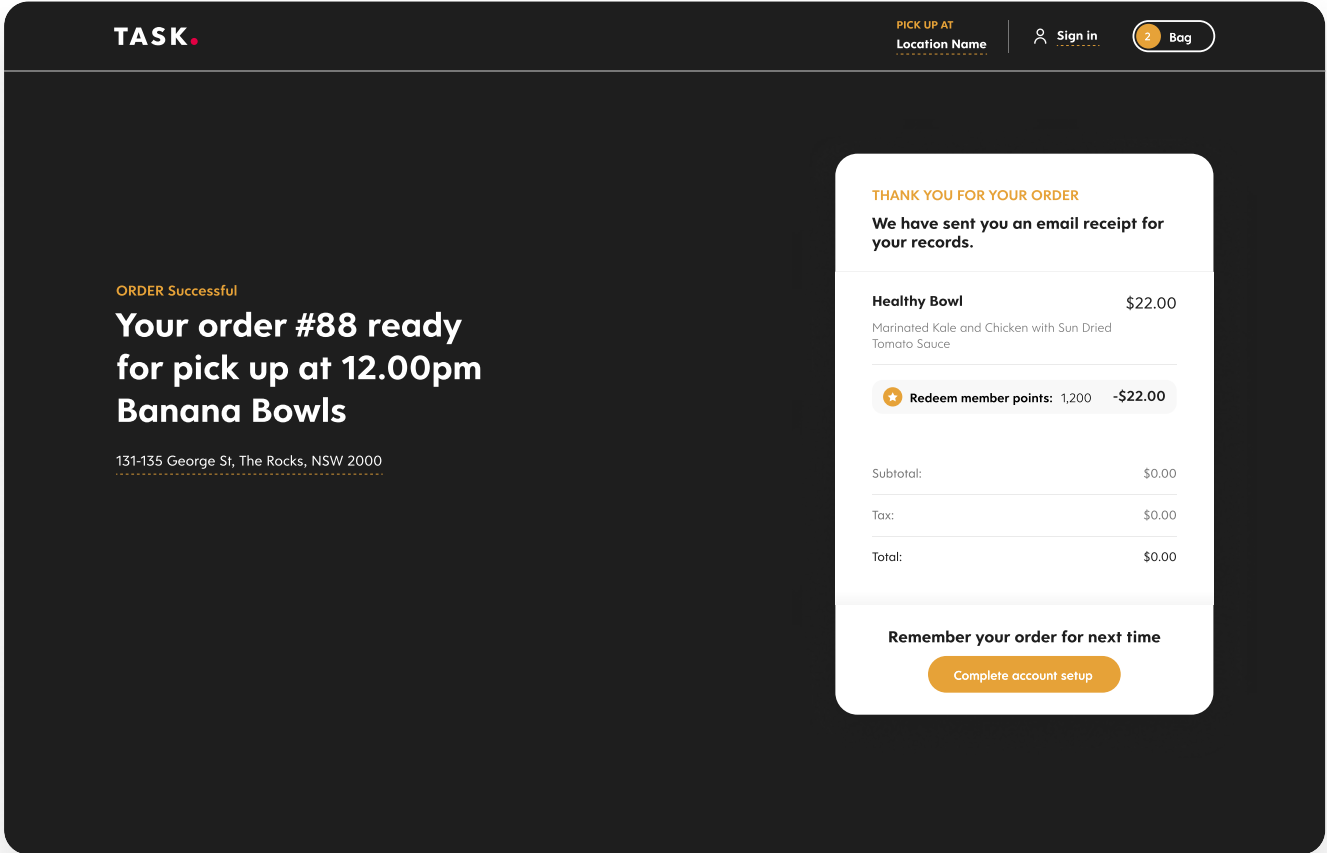 TASK.
PICK UP AT
Location Name
Sign in
2
Bag
ORDER Successful
Your order #88 ready
for pick up at 12.00pm
Banana Bowls
131-135 George St, The Rocks, NSW 2000
THANK YOU FOR YOUR ORDER
We have sent you an email receipt for
your records.
Healthy Bowl $22.00
Marinated Kale and Chicken with Sun Dried
Tomato Sauce
Redeem member points: 1,200 -$22.00
Subtotal: $0.00
Tax: $0.00
Total: $0.00
Remember your order for next time
Complete account setup